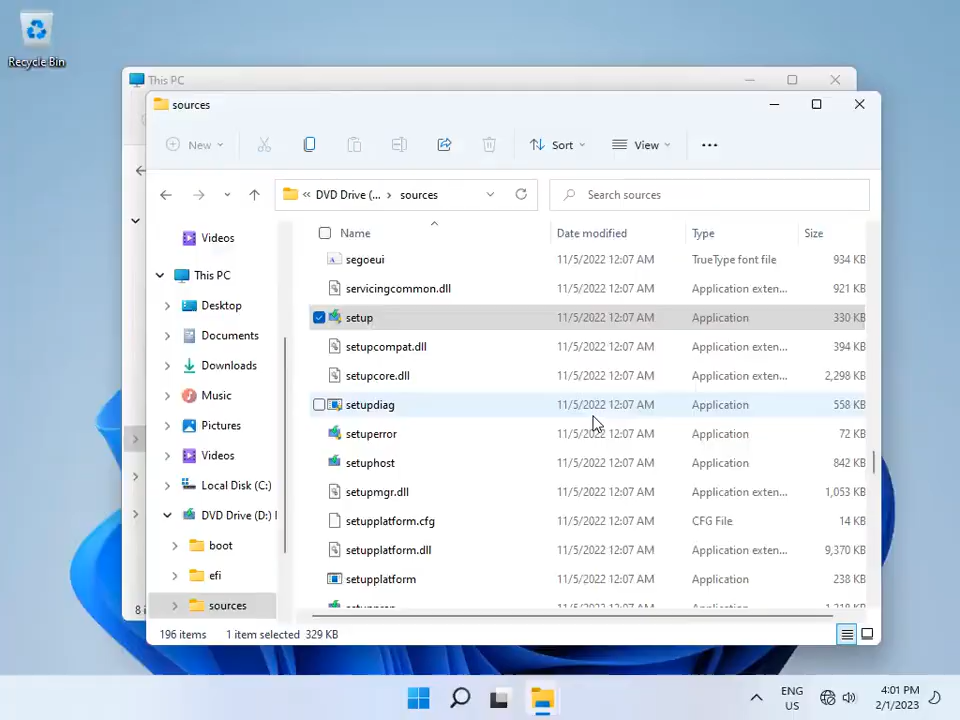 Recycle Bin
This PC
sources
New
Sort
View
DVD Drive (...
sources
Search sources
Name
Date modified
Type
Size
Videos
This PC
Desktop
Documents
Downloads
Music
Pictures
Videos
Local Disk (C:)
DVD Drive (D:) I
boot
efi
sources
segoeui 11/5/2022 12:07 AM TrueType font file 934 KB
servicingcommon.dll 11/5/2022 12:07 AM Application exten... 921 KB
setup 11/5/2022 12:07 AM Application 330 KB
setupcompat.dll 11/5/2022 12:07 AM Application exten... 394 KB
setupcore.dll 11/5/2022 12:07 AM Application exten... 2,298 KB
setupdiag 11/5/2022 12:07 AM Application 558 KB
setuperror 11/5/2022 12:07 AM Application 72 KB
setuphost 11/5/2022 12:07 AM Application 842 KB
setupmgr.dll 11/5/2022 12:07 AM Application exten... 1,053 KB
setupplatform.cfg 11/5/2022 12:07 AM CFG File 14 KB
setupplatform.dll 11/5/2022 12:07 AM Application exten... 9,370 KB
setupplatform 11/5/2022 12:07 AM Application 238 KB
8 i
196 items
1 item selected 329 KB
ENG
US
4:01 PM
2/1/2023